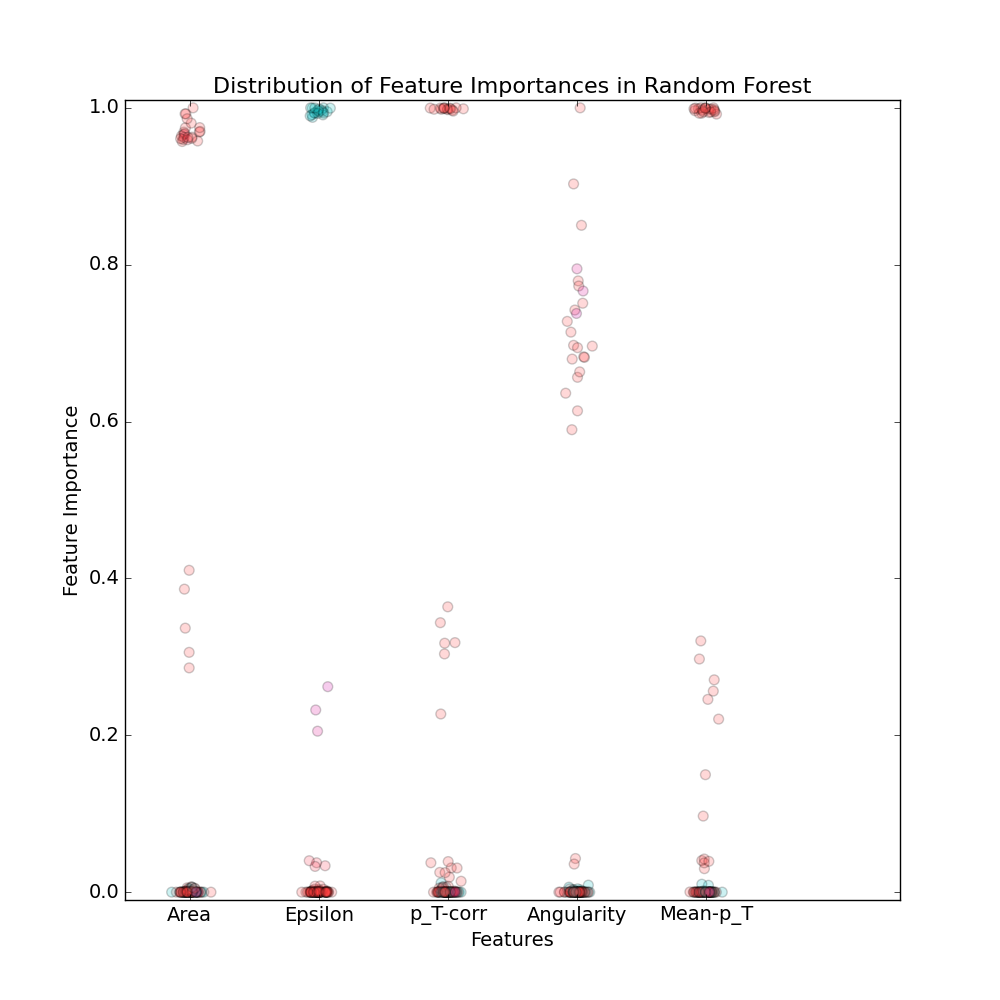 Distribution of Feature Importances in Random Forest
1.0
0.8
0.6
0.4
0.2
0.0
Feature Importance
Area Epsilon p_T-corr Angularity Mean-p_T
Features